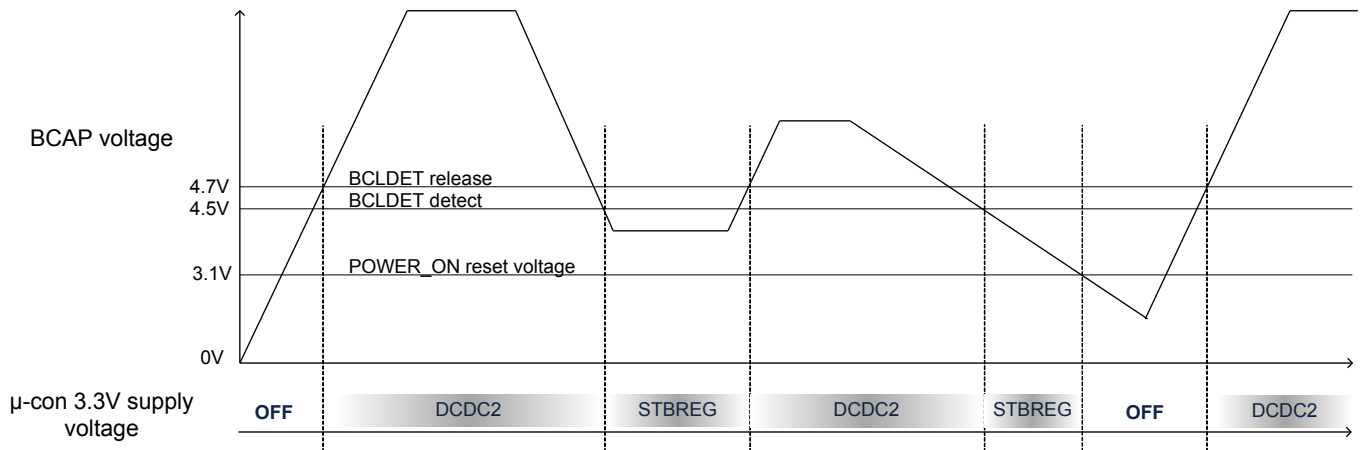 BCAP voltage
4.7V
BCLDET release
4.5V
BCLDET detect
3.1V
POWER_ON reset voltage
0V
μ-con 3.3V supply
voltage
OFF
DCDC2
STBREG
DCDC2
STBREG
OFF
DCDC2